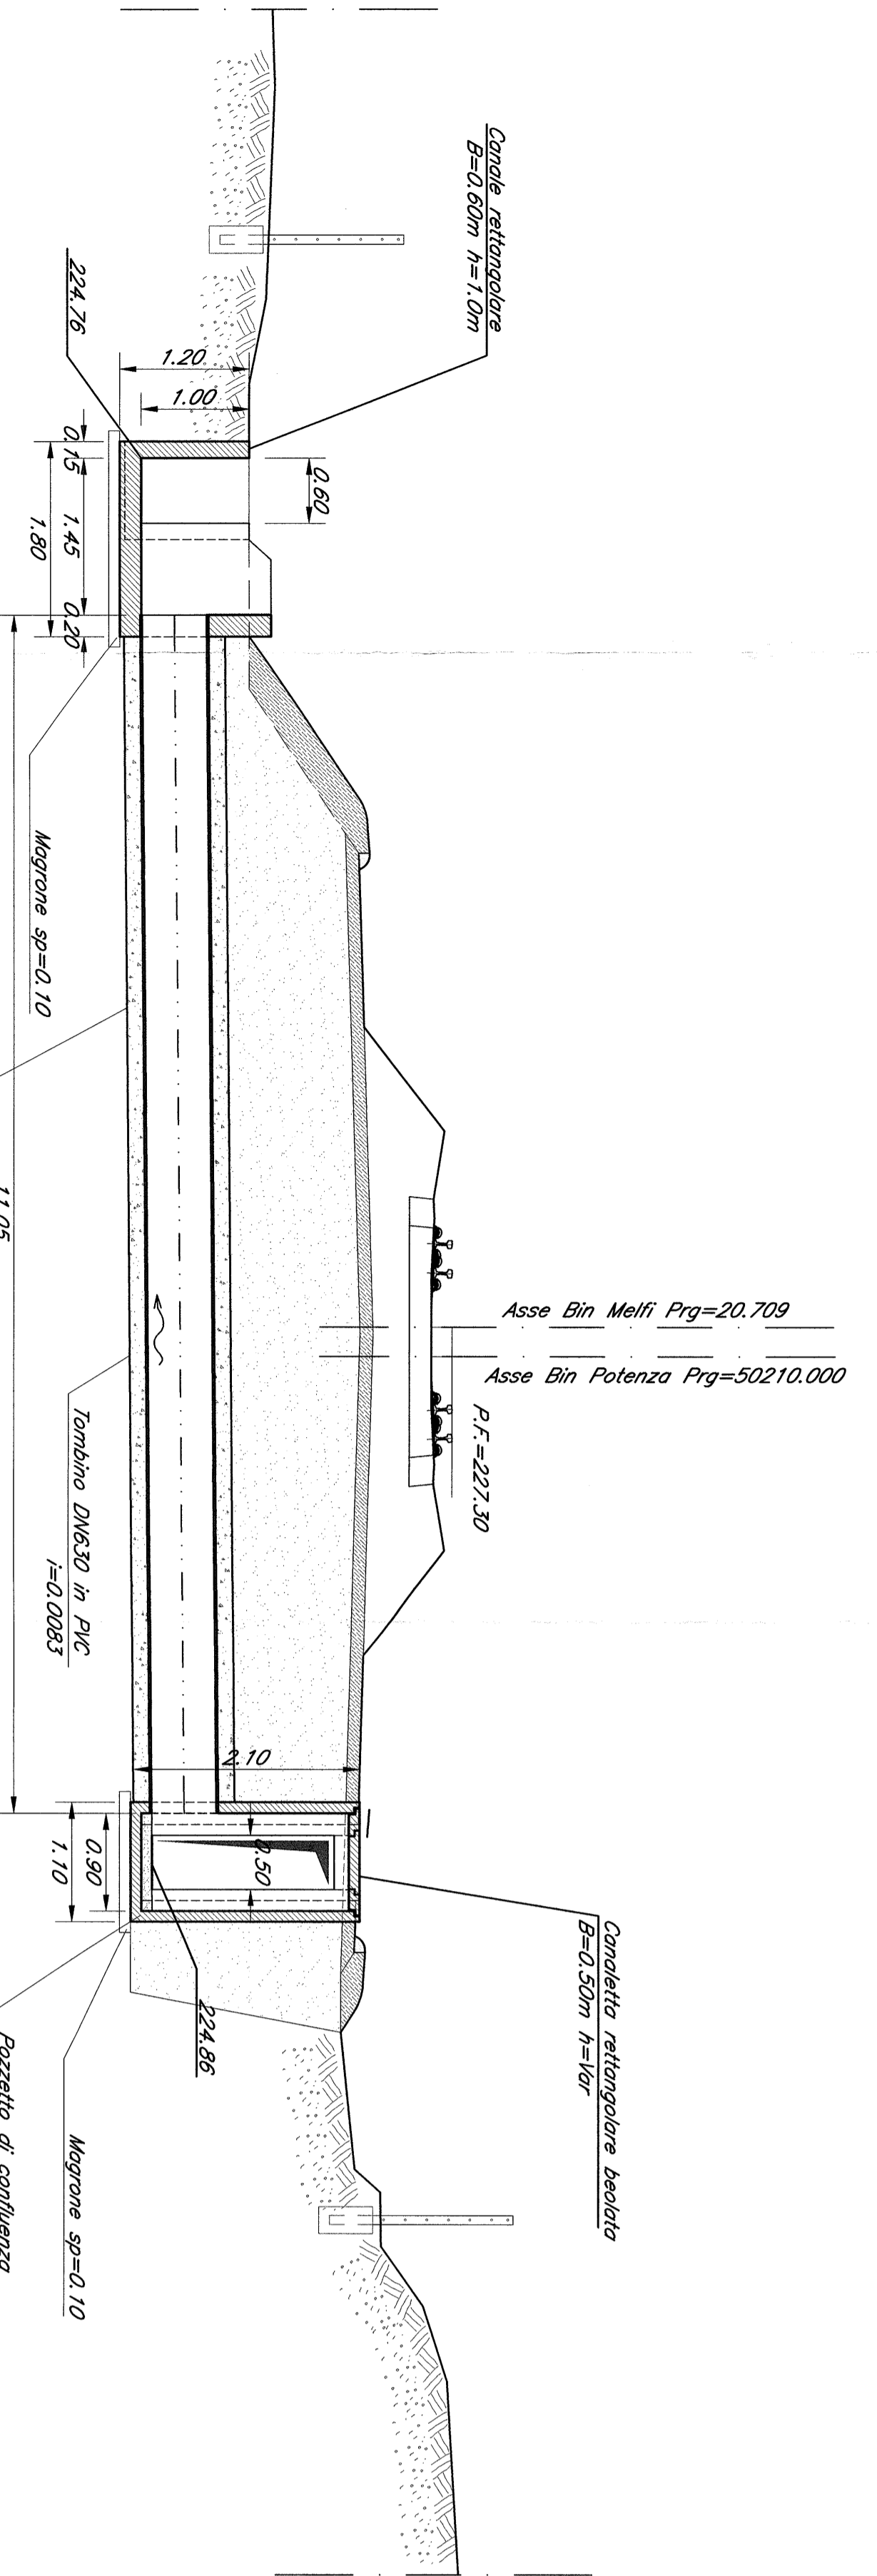 Canale rettangolare
B=0.60m h=1.0m
224.76
1.20
1.00
0.15
1.45
0.20
1.80
0.60
Magrone sp=0.10
11.05
Asse Bin Melfi Prg=20.709
Asse Bin Potenza Prg=50210.000
P.F.=227.30
Tombino DN630 in PVC
i=0.0083
2.10
0.50
0.90
1.10
Canaletta rettangolare beolata
B=0.50m h=Var
224.86
Magrone sp=0.10
Pozzetto di confluenza